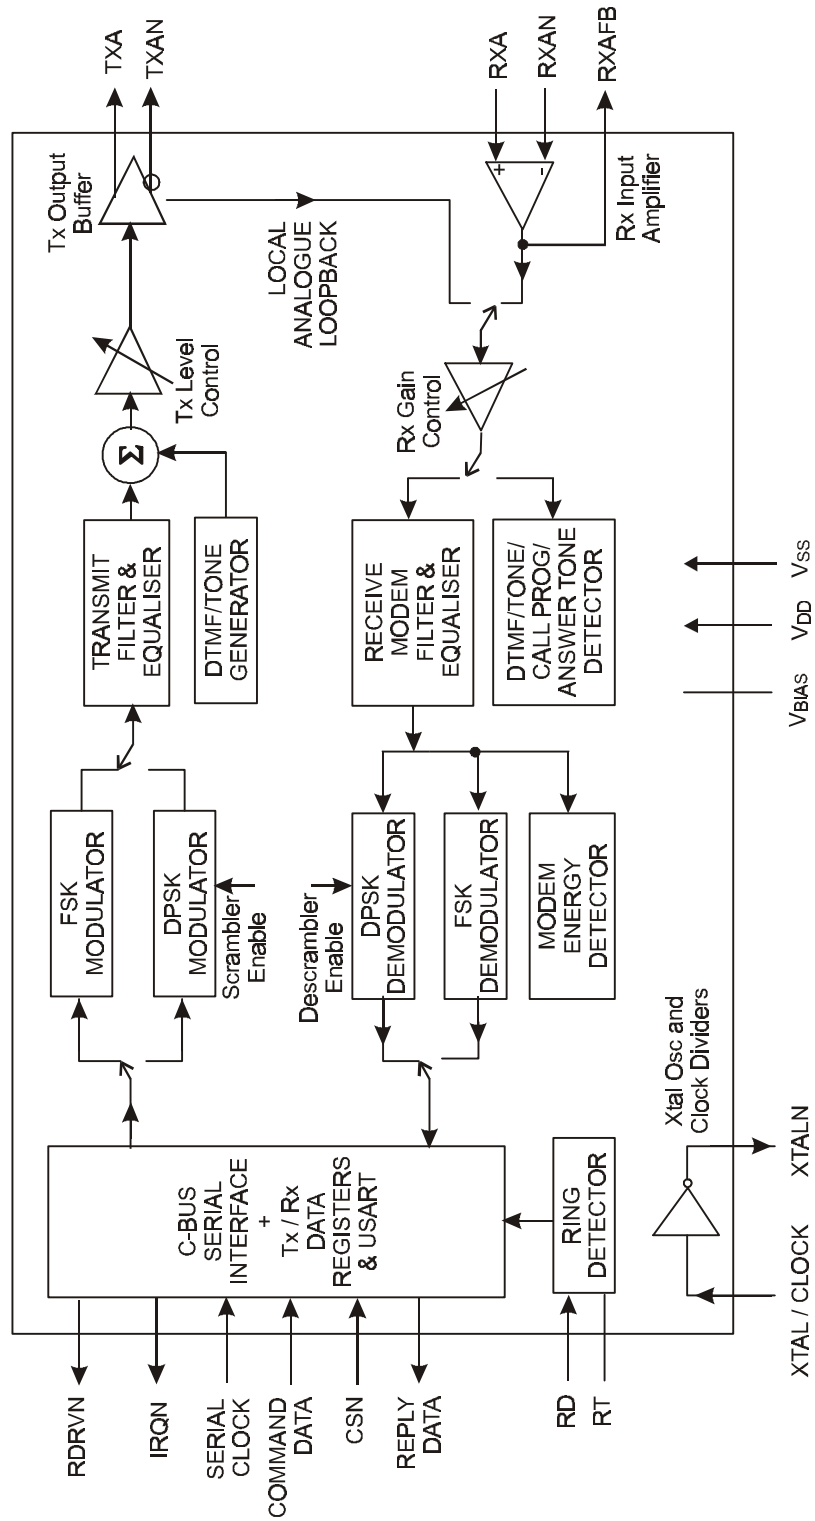 TXA
TXAN
RXA
RXAN
RXAFB
Tx Output
Buffer
+
-
Rx Input
Amplifier
LOCAL
ANALOGUE
LOOPBACK
Tx Level
Control
Rx Gain
Control
Σ
TRANSMIT
FILTER &
EQUALISER
DTMF/TONE
GENERATOR
RECEIVE
MODEM
FILTER &
EQUALISER
DTMF/TONE/
CALL PROG/
ANSWER TONE
DETECTOR
VSS
VDD
VBIAS
FSK
MODULATOR
DPSK
MODULATOR
Scrambler
Enable
Descrambler
Enable
DPSK
DEMODULATOR
FSK
DEMODULATOR
MODEM
ENERGY
DETECTOR
Xtal Osc and
Clock Dividers
C-BUS
SERIAL
INTERFACE
+
Tx / Rx
DATA
REGISTERS
& USART
RING
DETECTOR
XTALN
XTAL / CLOCK
RDRVN
IRQN
SERIAL
CLOCK
COMMAND
DATA
CSN
REPLY
DATA
RD
RT